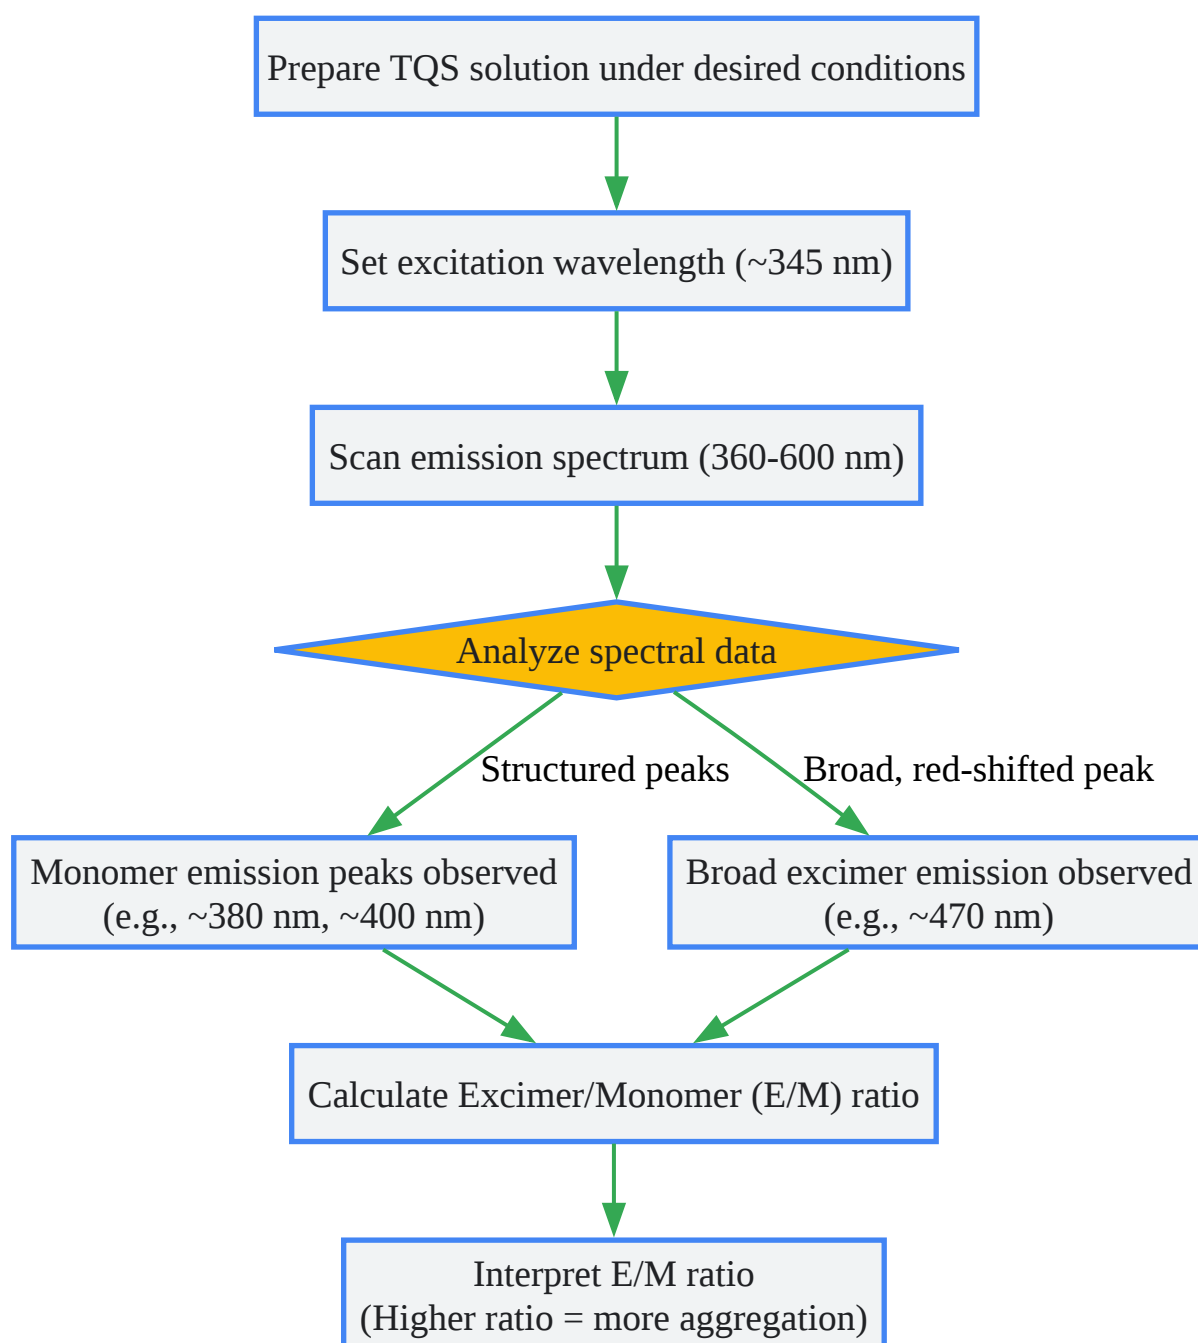 Prepare TQS solution under desired conditions
Set excitation wavelength (~345 nm)
Scan emission spectrum (360-600 nm)
Analyze spectral data
Structured peaks
Broad, red-shifted peak
Monomer emission peaks observed
(e.g., ~380 nm, ~400 nm)
Broad excimer emission observed
(e.g., ~470 nm)
Calculate Excimer/Monomer (E/M) ratio
Interpret E/M ratio
(Higher ratio = more aggregation)